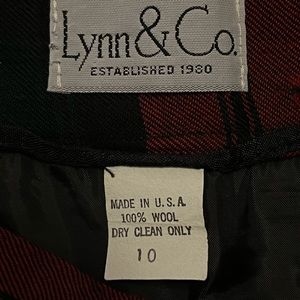 Lynn & Co.
ESTABLISHED 1980
MADE IN U.S.A.
100% WOOL
DRY CLEAN ONLY
10